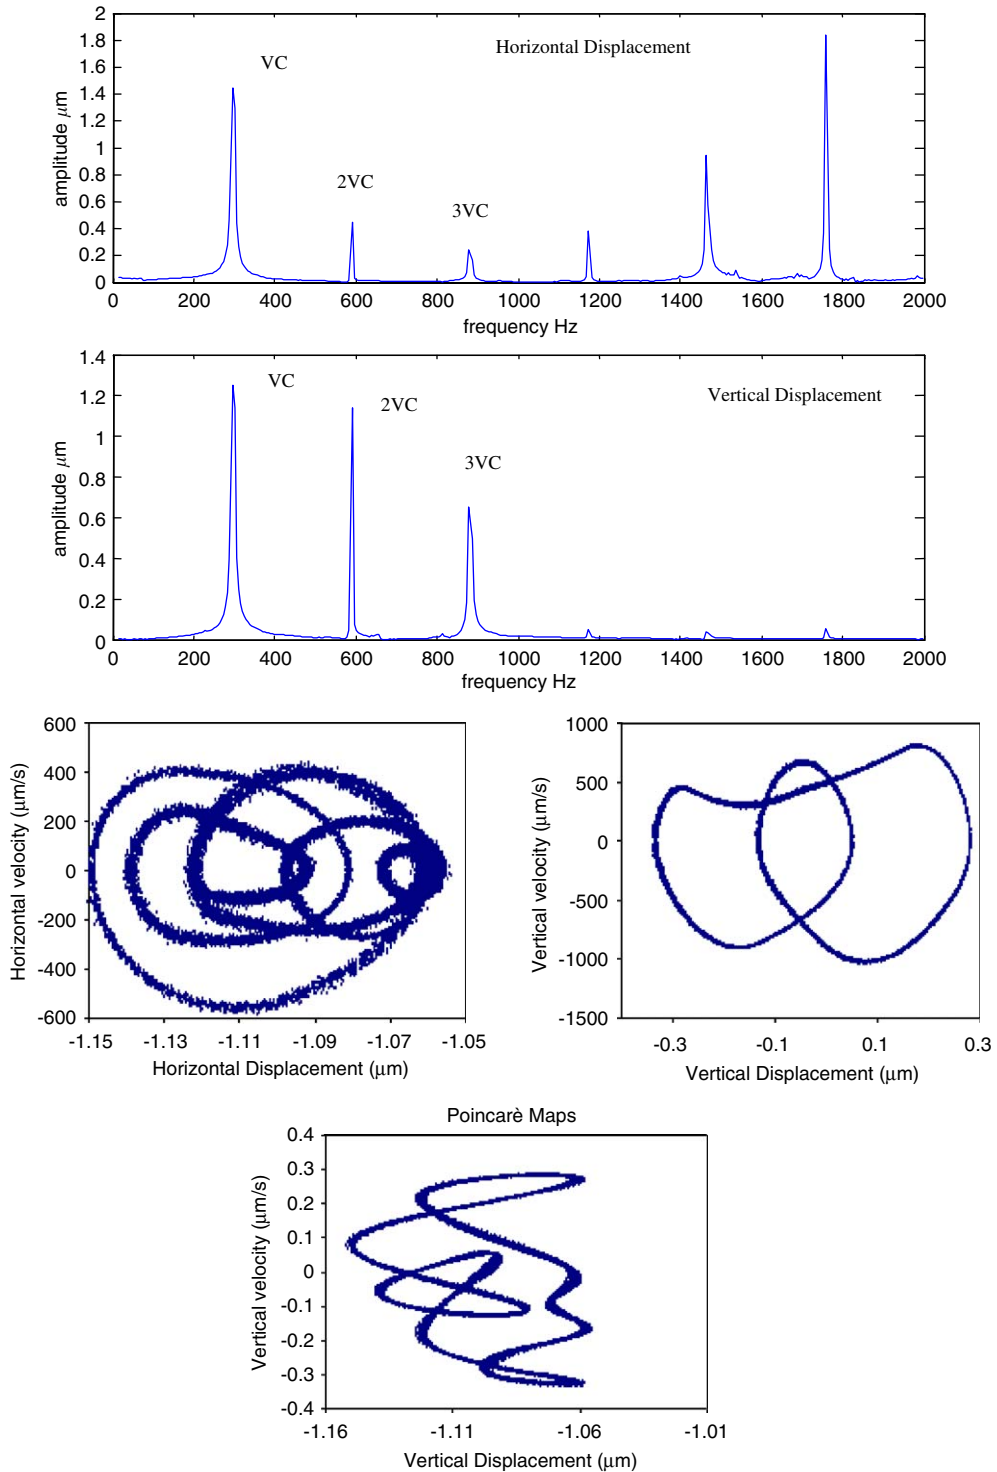 2
1.8
1.6
1.4
1.2
1
0.8
0.6
0.4
0.2
0
amplitude μm
VC
2VC
3VC
Horizontal Displacement
0 200 400 600 800 1000 1200 1400 1600 1800 2000
frequency Hz
1.4
1.2
1
0.8
0.6
0.4
0.2
0
amplitude μm
VC
2VC
3VC
Vertical Displacement
0 200 400 600 800 1000 1200 1400 1600 1800 2000
frequency Hz
600
400
200
0
-200
-400
-600
Horizontal velocity (μm/s)
-1.15 -1.13 -1.11 -1.09 -1.07 -1.05
Horizontal Displacement (μm)
1000
500
0
-500
-1000
-1500
Vertical velocity (μm/s)
-0.3 -0.1 0.1 0.3
Vertical Displacement (μm)
Poincarè Maps
0.4
0.3
0.2
0.1
0
-0.1
-0.2
-0.3
-0.4
Vertical velocity (μm/s)
-1.16 -1.11 -1.06 -1.01
Vertical Displacement (μm)